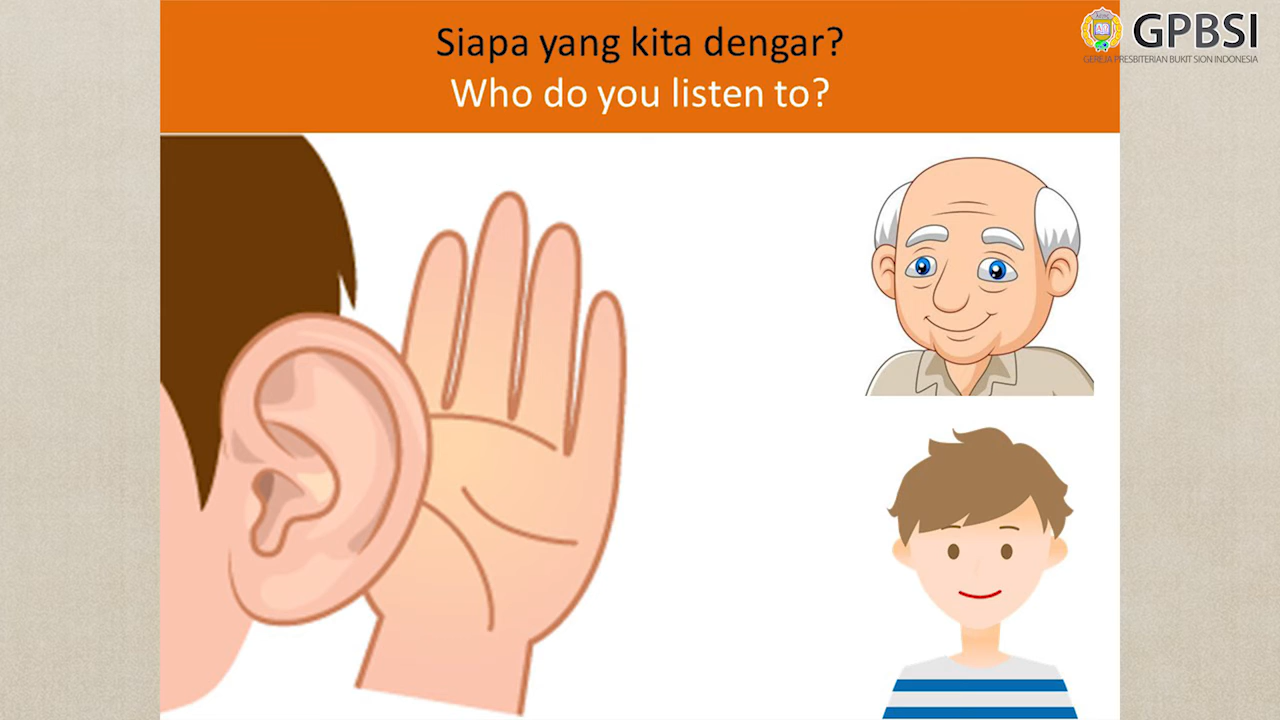 Siapa yang kita dengar?
Who do you listen to?
GPBSI
GEREJA PRESBITERIAN BUKIT SION INDONESIA